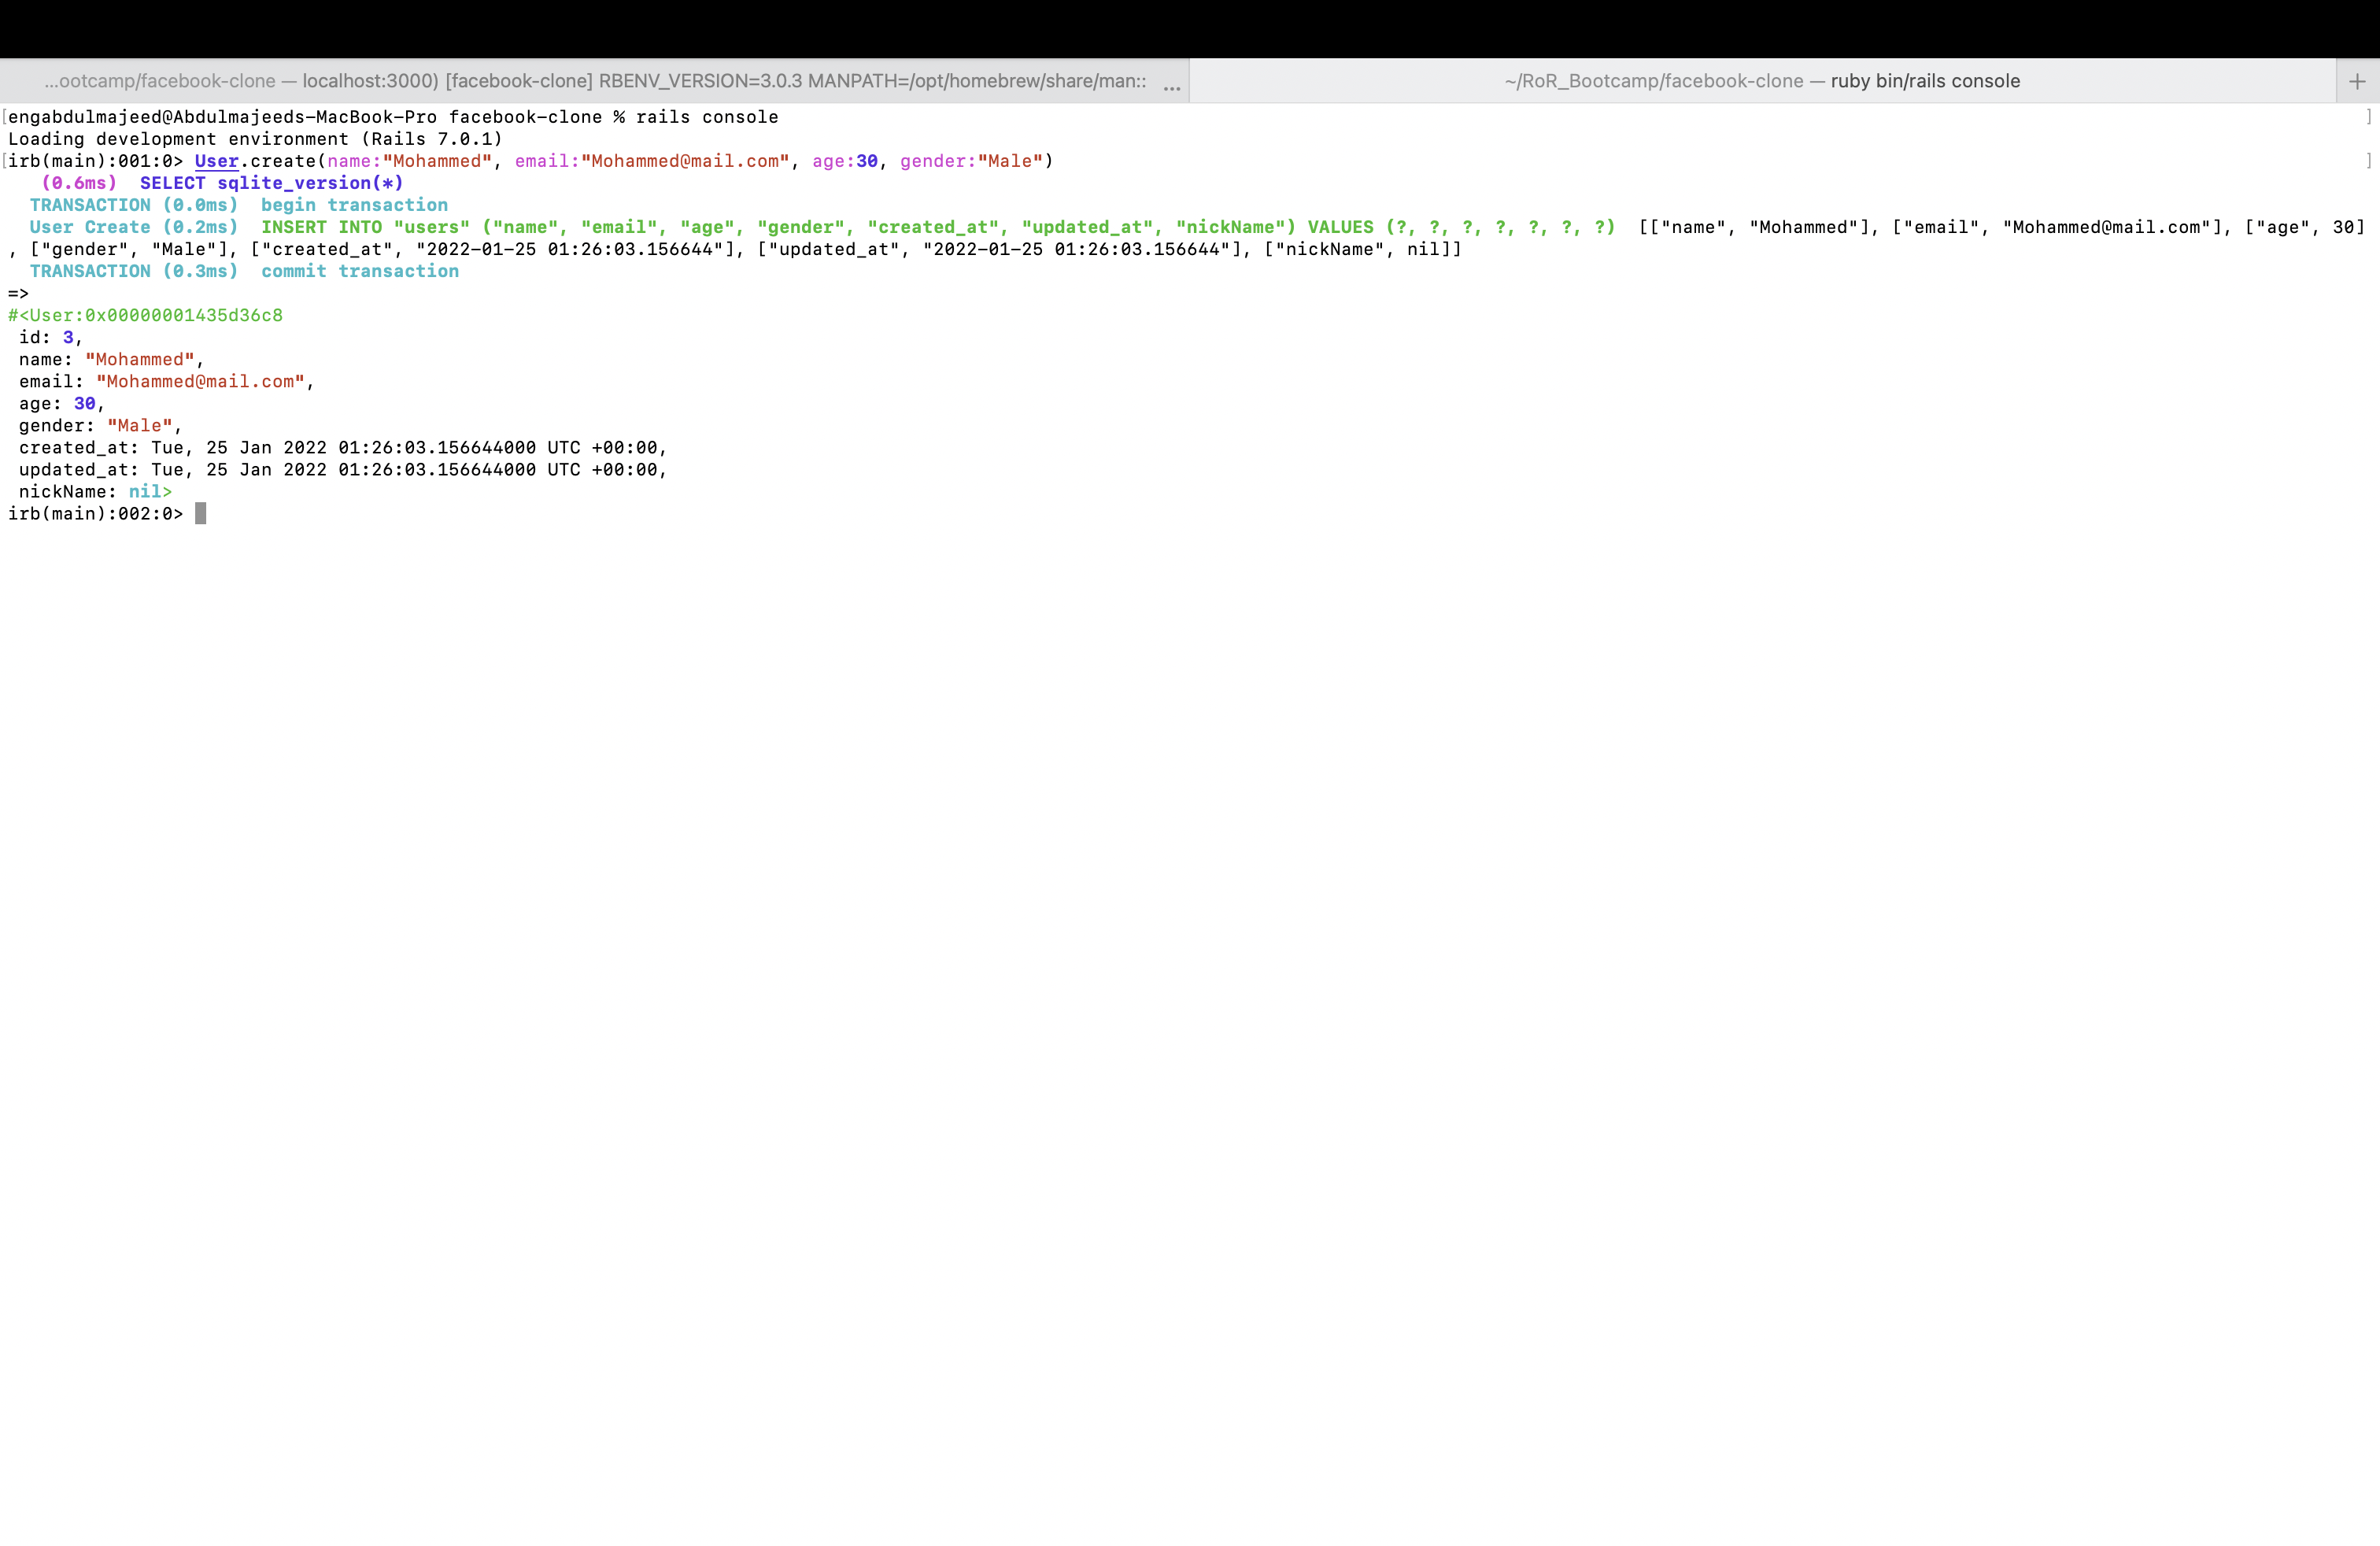 ...ootcamp/facebook-clone — localhost:3000) [facebook-clone] RBENV_VERSION=3.0.3 MANPATH=/opt/homebrew/share/man:: ...
~/RoR_Bootcamp/facebook-clone — ruby bin/rails console +
[engabdulmajeed@Abdulmajeeds-MacBook-Pro facebook-clone % rails console ]
Loading development environment (Rails 7.0.1)
[irb(main):001:0> User.create(name:"Mohammed", email:"Mohammed@mail.com", age:30, gender:"Male") ]
   (0.6ms)  SELECT sqlite_version(*)
  TRANSACTION (0.0ms)  begin transaction
  User Create (0.2ms)  INSERT INTO "users" ("name", "email", "age", "gender", "created_at", "updated_at", "nickName") VALUES (?, ?, ?, ?, ?, ?, ?)  [["name", "Mohammed"], ["email", "Mohammed@mail.com"], ["age", 30]
, ["gender", "Male"], ["created_at", "2022-01-25 01:26:03.156644"], ["updated_at", "2022-01-25 01:26:03.156644"], ["nickName", nil]]
  TRANSACTION (0.3ms)  commit transaction
=>
#<User:0x00000001435d36c8
 id: 3,
 name: "Mohammed",
 email: "Mohammed@mail.com",
 age: 30,
 gender: "Male",
 created_at: Tue, 25 Jan 2022 01:26:03.156644000 UTC +00:00,
 updated_at: Tue, 25 Jan 2022 01:26:03.156644000 UTC +00:00,
 nickName: nil>
irb(main):002:0>